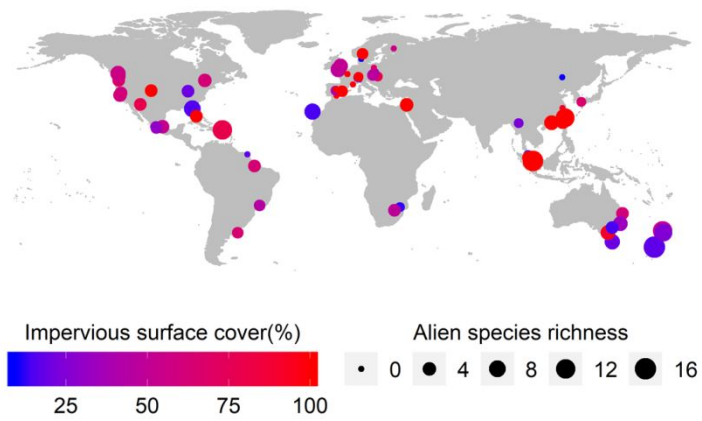 Impervious surface cover(%)
25 50 75 100
Alien species richness
0 4 8 12 16